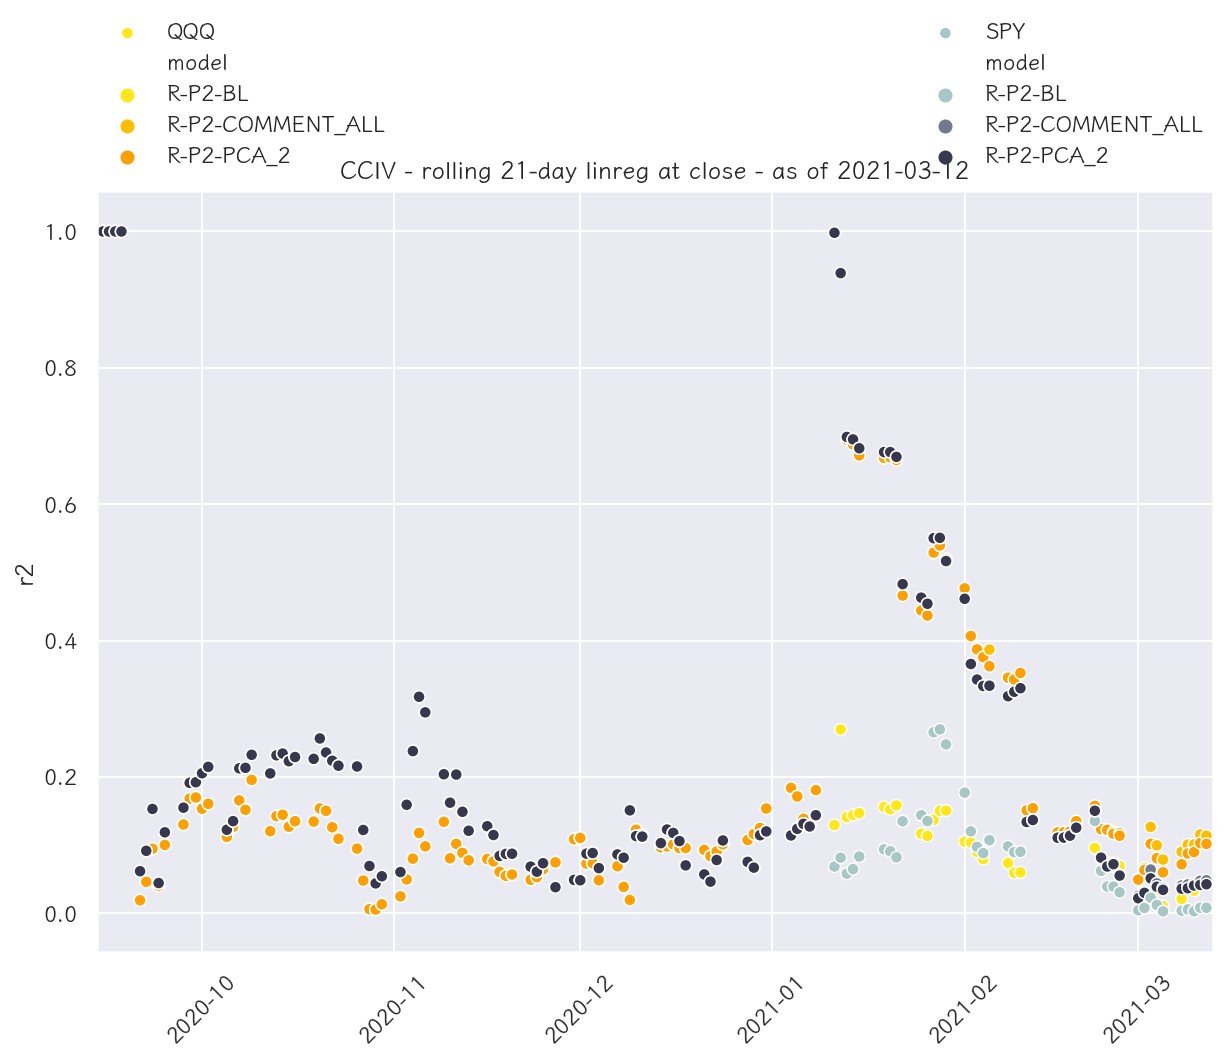 QQQ
model
R-P2-BL
R-P2-COMMENT_ALL
R-P2-PCA_2
SPY
model
R-P2-BL
R-P2-COMMENT_ALL
R-P2-PCA_2
CCIV - rolling 21-day linreg at close - as of 2021-03-12
1.0
0.8
0.6
0.4
0.2
0.0
r2
2020-10
2020-11
2020-12
2021-01
2021-02
2021-03